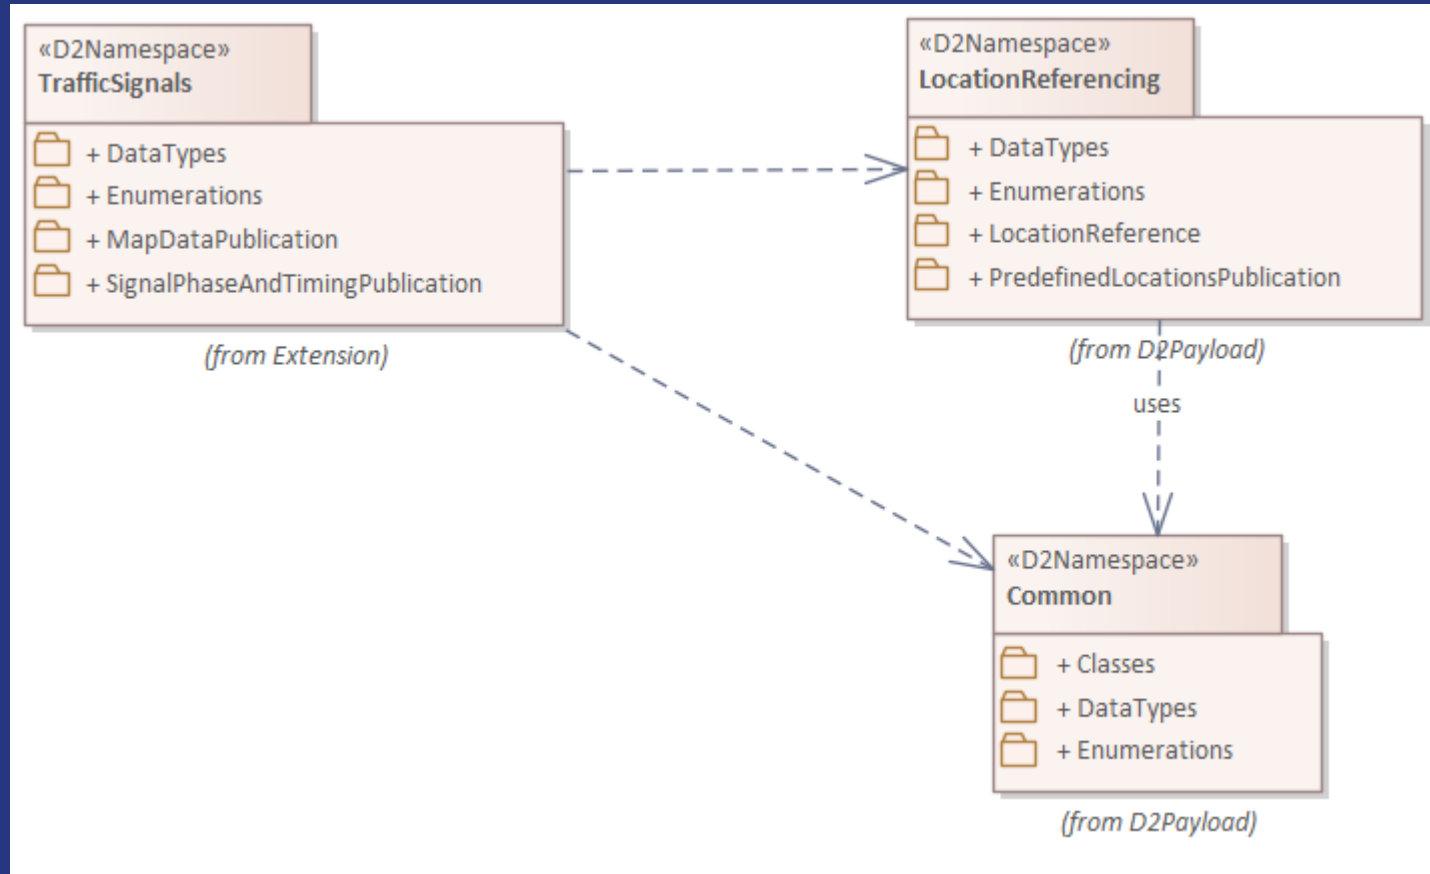 «D2Namespace»
TrafficSignals
+ DataTypes
+ Enumerations
+ MapDataPublication
+ SignalPhaseAndTimingPublication
(from Extension)
«D2Namespace»
LocationReferencing
+ DataTypes
+ Enumerations
+ LocationReference
+ PredefinedLocationsPublication
(from D2Payload)
uses
«D2Namespace»
Common
+ Classes
+ DataTypes
+ Enumerations
(from D2Payload)